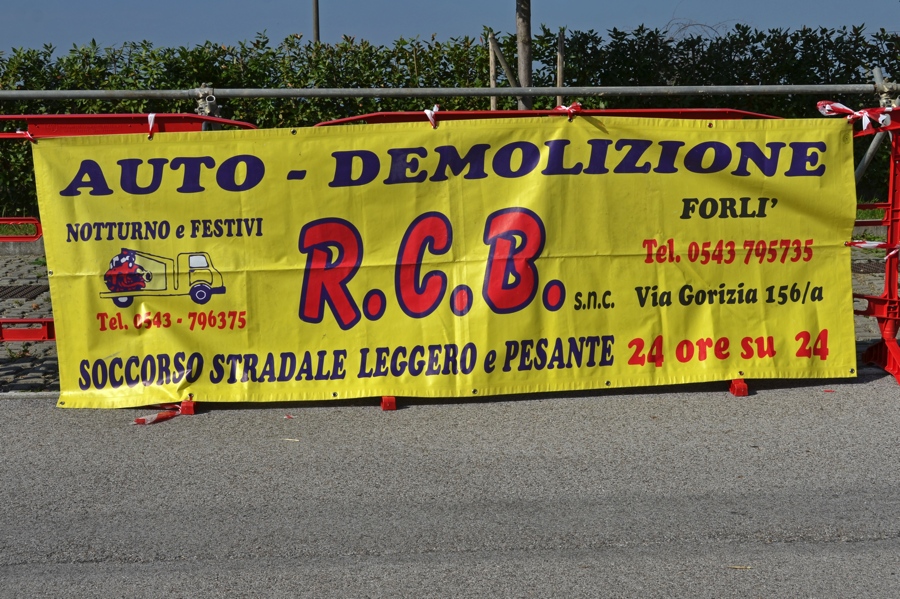 AUTO - DEMOLIZIONE
NOTTURNO e FESTIVI
Tel. 0543 - 796375
R.C.B. s.n.c.
FORLI'
Tel. 0543 795735
Via Gorizia 156/a
SOCCORSO STRADALE LEGGERO e PESANTE 24 ore su 24